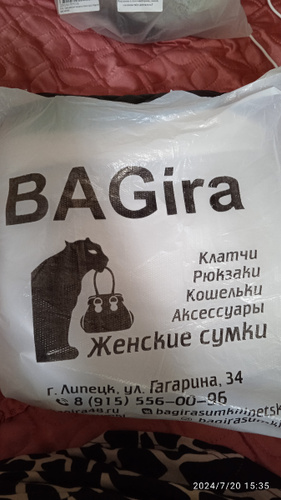 BAGira
Клатчи
Рюкзаки
Кошельки
Аксессуары
Женские сумки
г. Липецк, ул. Гагарина, 34
8 (915) 556-00-96
2024/7/20 15:35